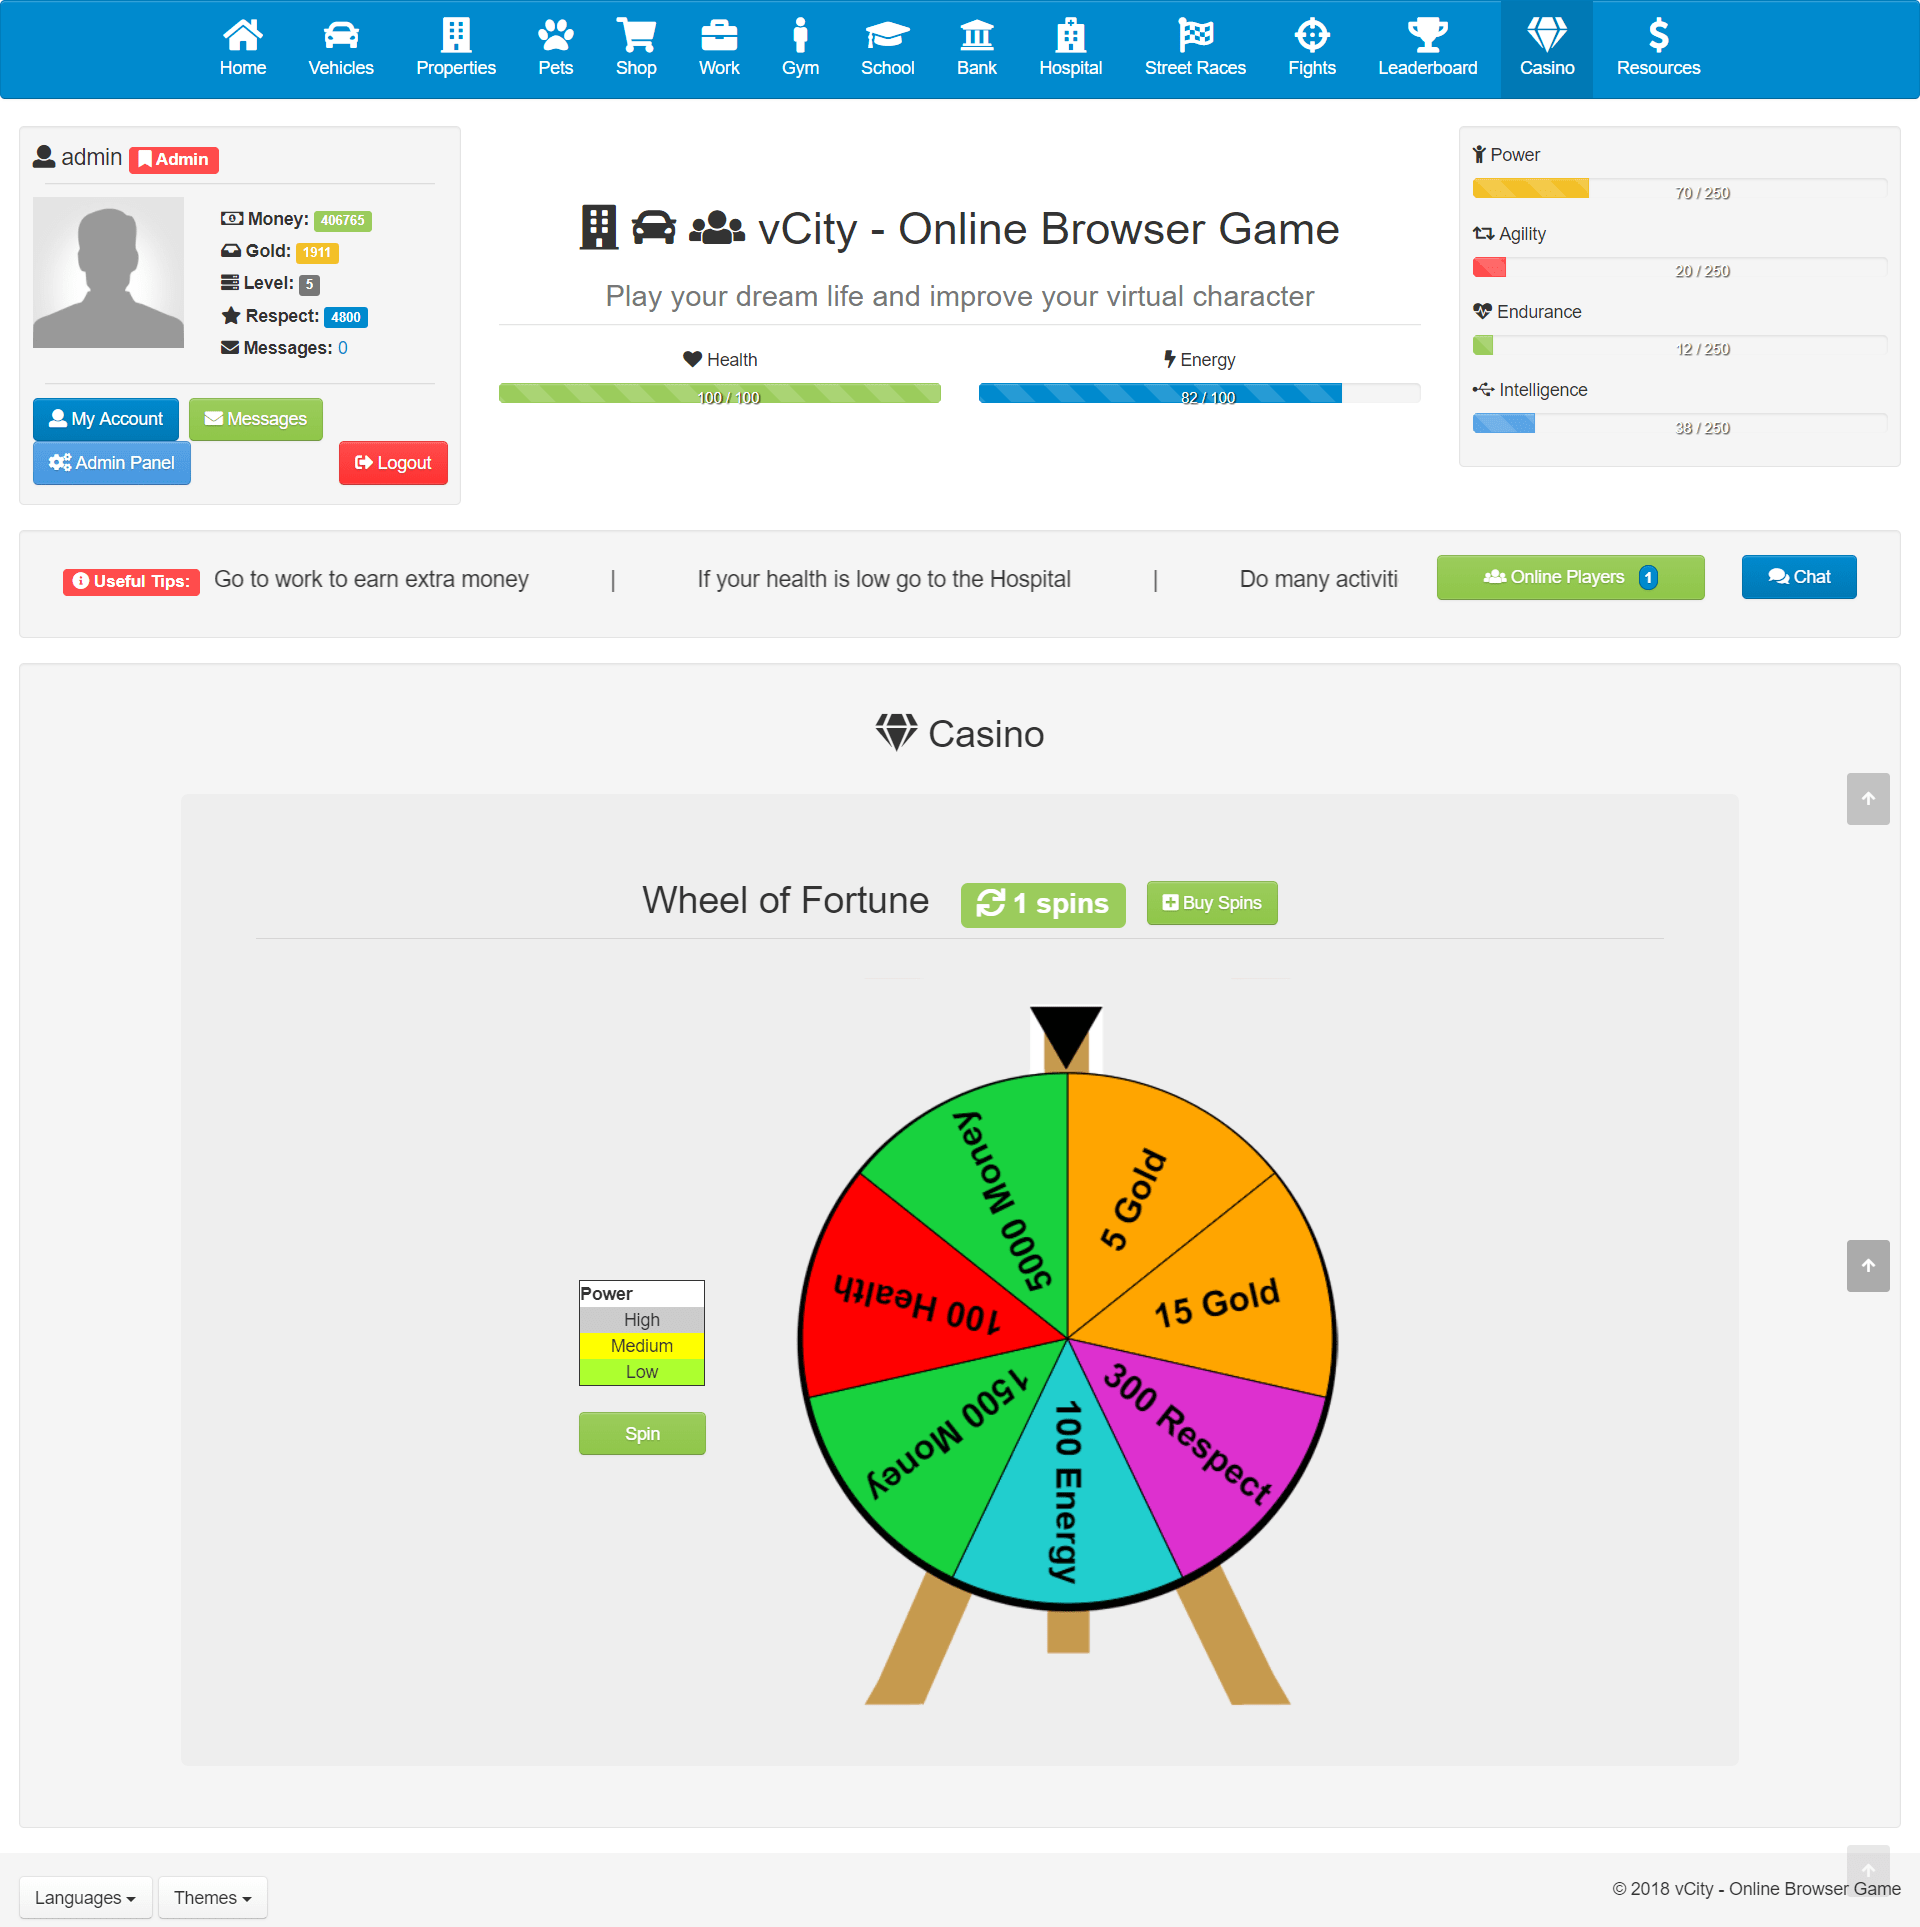 Home Vehicles Properties Pets Shop Work Gym School Bank Hospital Street Races Fights Leaderboard Casino Resources
admin Admin
Money: 406765
Gold: 1911
Level: 5
Respect: 4800
Messages: 0
My Account Messages
Admin Panel Logout
vCity - Online Browser Game
Play your dream life and improve your virtual character
Health Energy
100 / 100 82 / 100
Power
70 / 250
Agility
20 / 250
Endurance
12 / 250
Intelligence
38 / 250
Useful Tips: Go to work to earn extra money | If your health is low go to the Hospital | Do many activiti Online Players 1 Chat
Casino
Wheel of Fortune 1 spins Buy Spins
5 Gold
15 Gold
300 Respect
100 Energy
1500 Money
100 Health
5000 Money
Power
High
Medium
Low
Spin
Languages Themes
© 2018 vCity - Online Browser Game